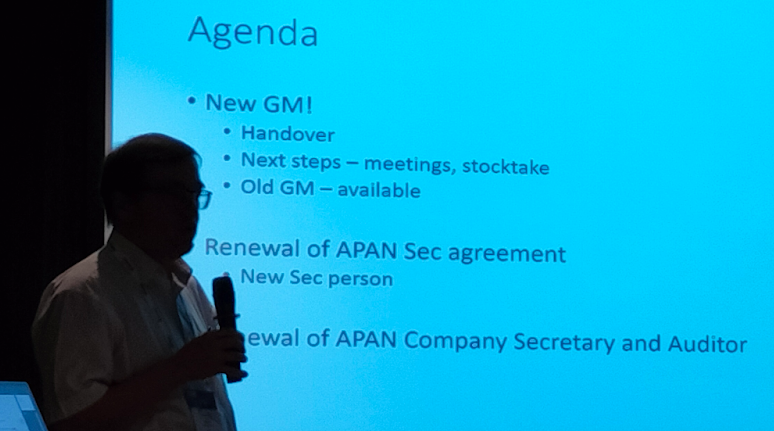 Agenda
• New GM!
• Handover
• Next steps – meetings, stocktake
• Old GM – available
Renewal of APAN Sec agreement
• New Sec person
ewal of APAN Company Secretary and Auditor